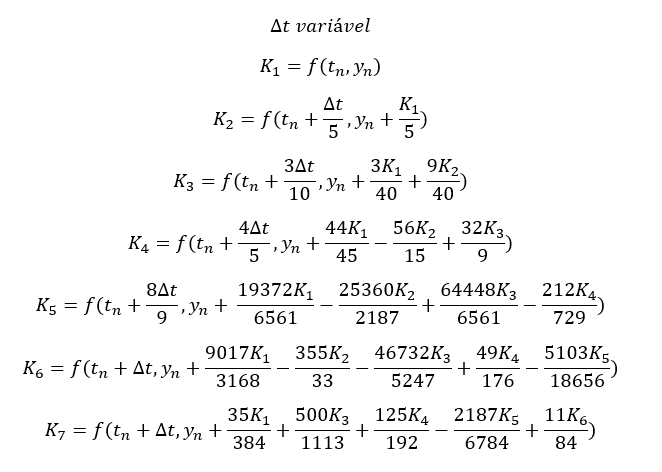 Δt variável
K₁ = f(tₙ, yₙ)
K₂ = f(tₙ + Δt/5, yₙ + K₁/5)
K₃ = f(tₙ + 3Δt/10, yₙ + 3K₁/40 + 9K₂/40)
K₄ = f(tₙ + 4Δt/5, yₙ + 44K₁/45 − 56K₂/15 + 32K₃/9)
K₅ = f(tₙ + 8Δt/9, yₙ + 19372K₁/6561 − 25360K₂/2187 + 64448K₃/6561 − 212K₄/729)
K₆ = f(tₙ + Δt, yₙ + 9017K₁/3168 − 355K₂/33 − 46732K₃/5247 + 49K₄/176 − 5103K₅/18656)
K₇ = f(tₙ + Δt, yₙ + 35K₁/384 + 500K₃/1113 + 125K₄/192 − 2187K₅/6784 + 11K₆/84)